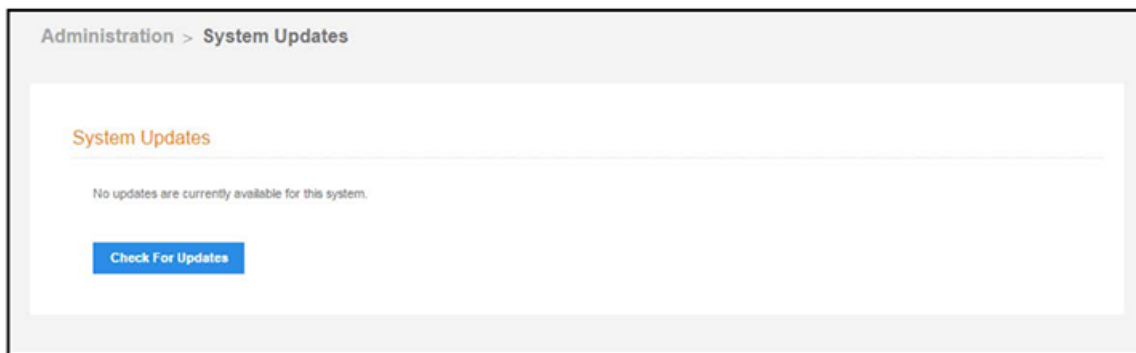 Administration > System Updates
System Updates
No updates are currently available for this system.
Check For Updates